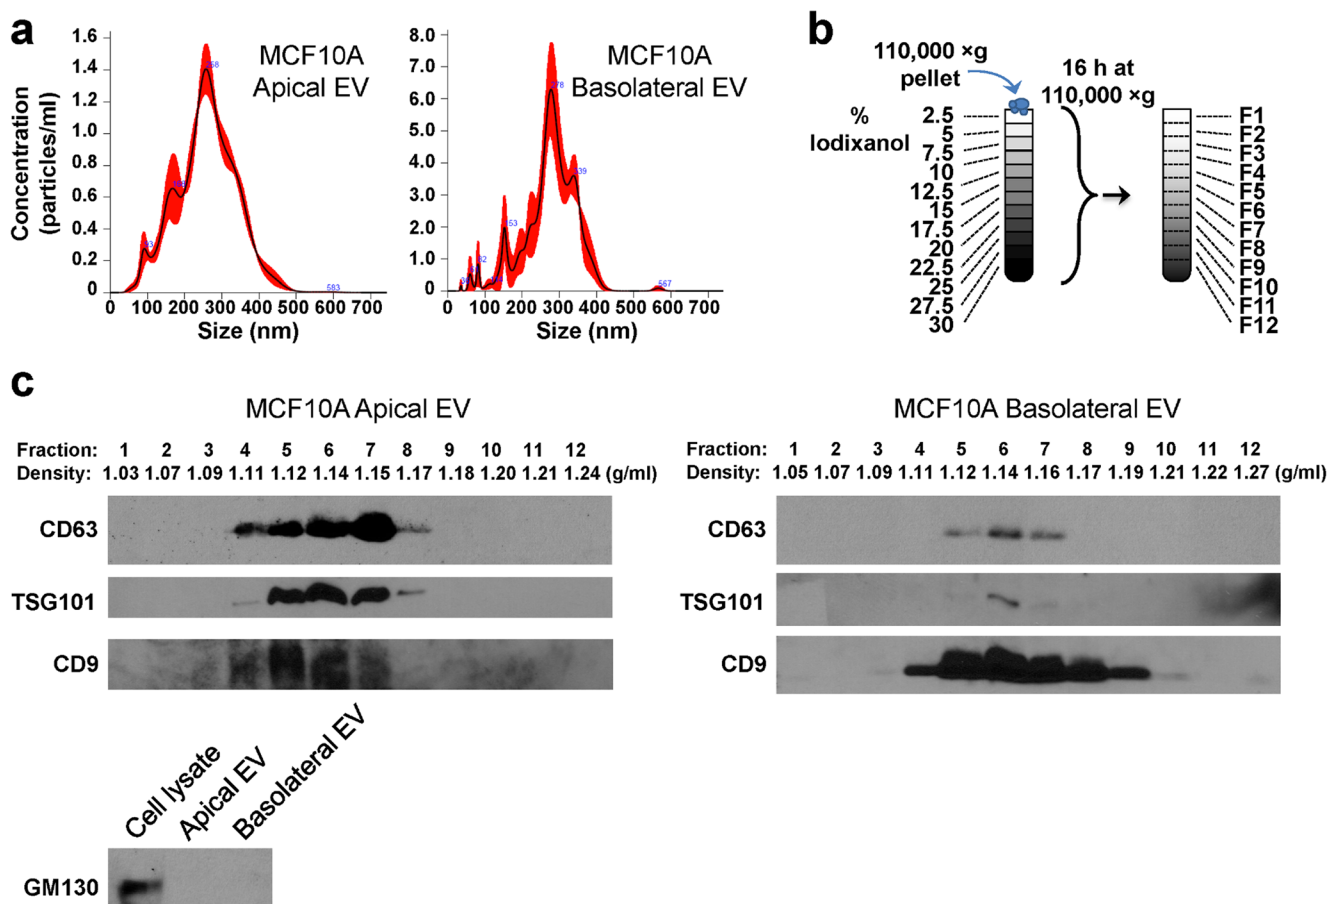 a
MCF10A
Apical EV
Concentration
(particles/ml)
1.6
1.4
1.2
1.0
0.8
0.6
0.4
0.2
0
93
258
583
0 100 200 300 400 500 600 700
Size (nm)
MCF10A
Basolateral EV
8.0
7.0
6.0
5.0
4.0
3.0
2.0
1.0
0
82
153
278
339
567
0 100 200 300 400 500 600 700
Size (nm)
b
110,000 ×g
pellet
16 h at
110,000 ×g
%
Iodixanol
2.5
5
7.5
10
12.5
15
17.5
20
22.5
25
27.5
30
F1
F2
F3
F4
F5
F6
F7
F8
F9
F10
F11
F12
c
MCF10A Apical EV
Fraction: 1 2 3 4 5 6 7 8 9 10 11 12
Density: 1.03 1.07 1.09 1.11 1.12 1.14 1.15 1.17 1.18 1.20 1.21 1.24 (g/ml)
CD63
TSG101
CD9
MCF10A Basolateral EV
Fraction: 1 2 3 4 5 6 7 8 9 10 11 12
Density: 1.05 1.07 1.09 1.11 1.12 1.14 1.16 1.17 1.19 1.21 1.22 1.27 (g/ml)
CD63
TSG101
CD9
Cell lysate
Apical EV
Basolateral EV
GM130